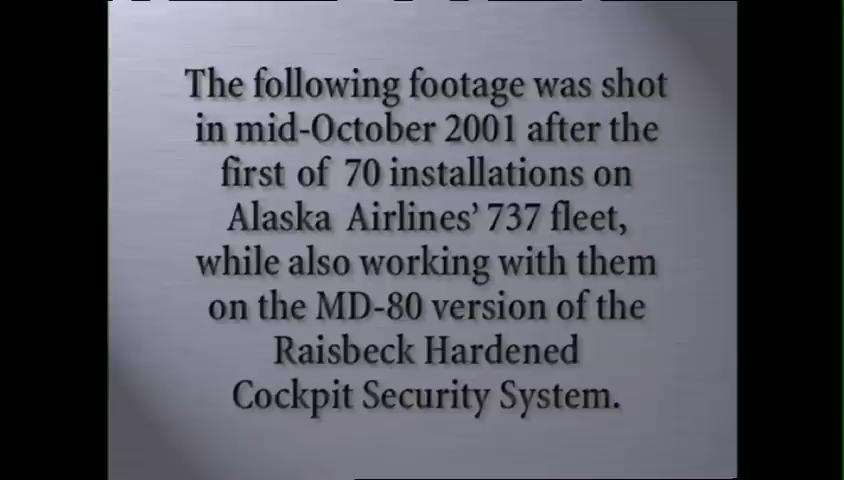 The following footage was shot
in mid-October 2001 after the
first of 70 installations on
Alaska Airlines’ 737 fleet,
while also working with them
on the MD-80 version of the
Raisbeck Hardened
Cockpit Security System.